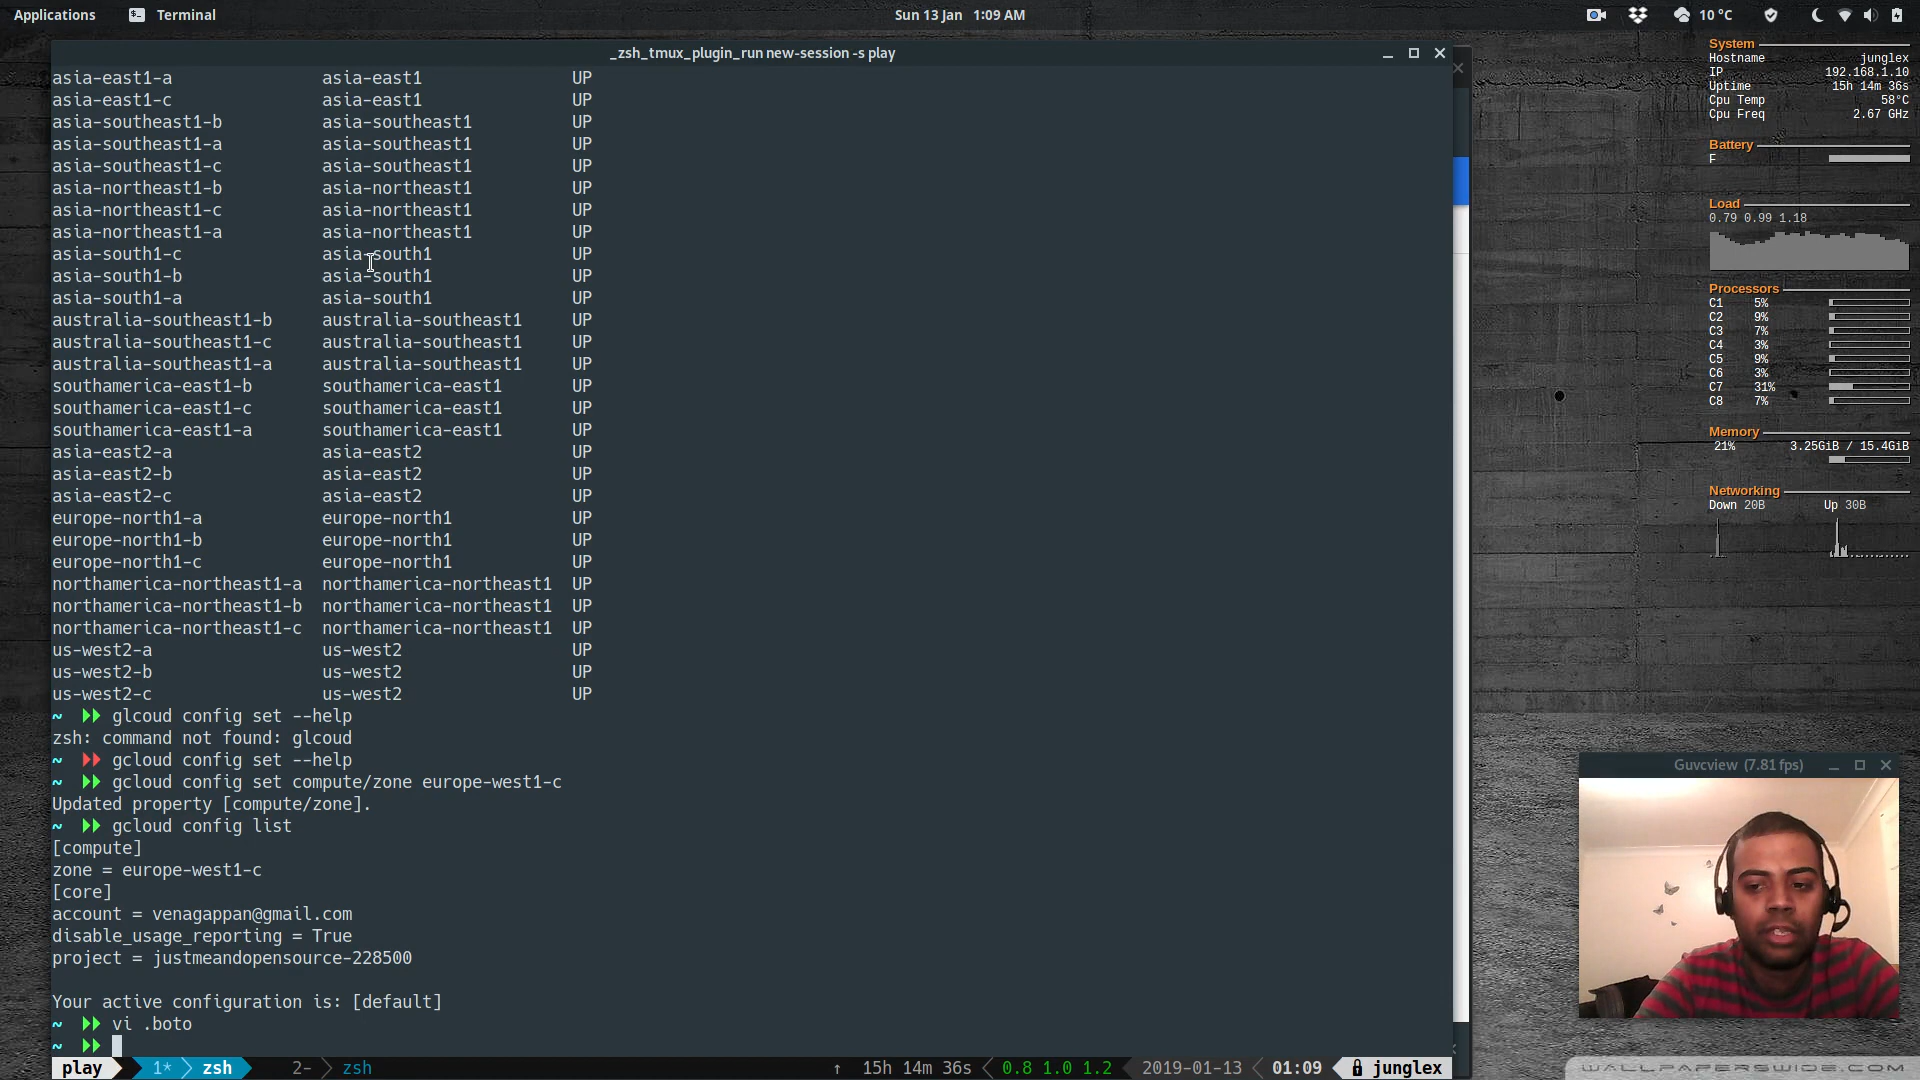 Applications Terminal Sun 13 Jan 1:09 AM 10 °C
_zsh_tmux_plugin_run new-session -s play
asia-east1-a asia-east1 UP
asia-east1-c asia-east1 UP
asia-southeast1-b asia-southeast1 UP
asia-southeast1-a asia-southeast1 UP
asia-southeast1-c asia-southeast1 UP
asia-northeast1-b asia-northeast1 UP
asia-northeast1-c asia-northeast1 UP
asia-northeast1-a asia-northeast1 UP
asia-south1-c asia-south1 UP
asia-south1-b asia-south1 UP
asia-south1-a asia-south1 UP
australia-southeast1-b australia-southeast1 UP
australia-southeast1-c australia-southeast1 UP
australia-southeast1-a australia-southeast1 UP
southamerica-east1-b southamerica-east1 UP
southamerica-east1-c southamerica-east1 UP
southamerica-east1-a southamerica-east1 UP
asia-east2-a asia-east2 UP
asia-east2-b asia-east2 UP
asia-east2-c asia-east2 UP
europe-north1-a europe-north1 UP
europe-north1-b europe-north1 UP
europe-north1-c europe-north1 UP
northamerica-northeast1-a northamerica-northeast1 UP
northamerica-northeast1-b northamerica-northeast1 UP
northamerica-northeast1-c northamerica-northeast1 UP
us-west2-a us-west2 UP
us-west2-b us-west2 UP
us-west2-c us-west2 UP
~ glcoud config set --help
zsh: command not found: glcoud
~ gcloud config set --help
~ gcloud config set compute/zone europe-west1-c
Updated property [compute/zone].
~ gcloud config list
[compute]
zone = europe-west1-c
[core]
account = venagappan@gmail.com
disable_usage_reporting = True
project = justmeandopensource-228500
Your active configuration is: [default]
~ vi .boto
~
play 1* zsh 2- zsh ↑ 15h 14m 36s 0.8 1.0 1.2 2019-01-13 01:09 junglex
System
Hostname junglex
IP 192.168.1.10
Uptime 15h 14m 36s
Cpu Temp 58°C
Cpu Freq 2.67 GHz
Battery
F
Load
0.79 0.99 1.18
Processors
C1 5%
C2 9%
C3 7%
C4 3%
C5 9%
C6 3%
C7 31%
C8 7%
Memory
21% 3.25GiB / 15.4GiB
Networking
Down 20B Up 30B
Guvcview (7.81 fps)
WALLPAPERSWIDE.COM